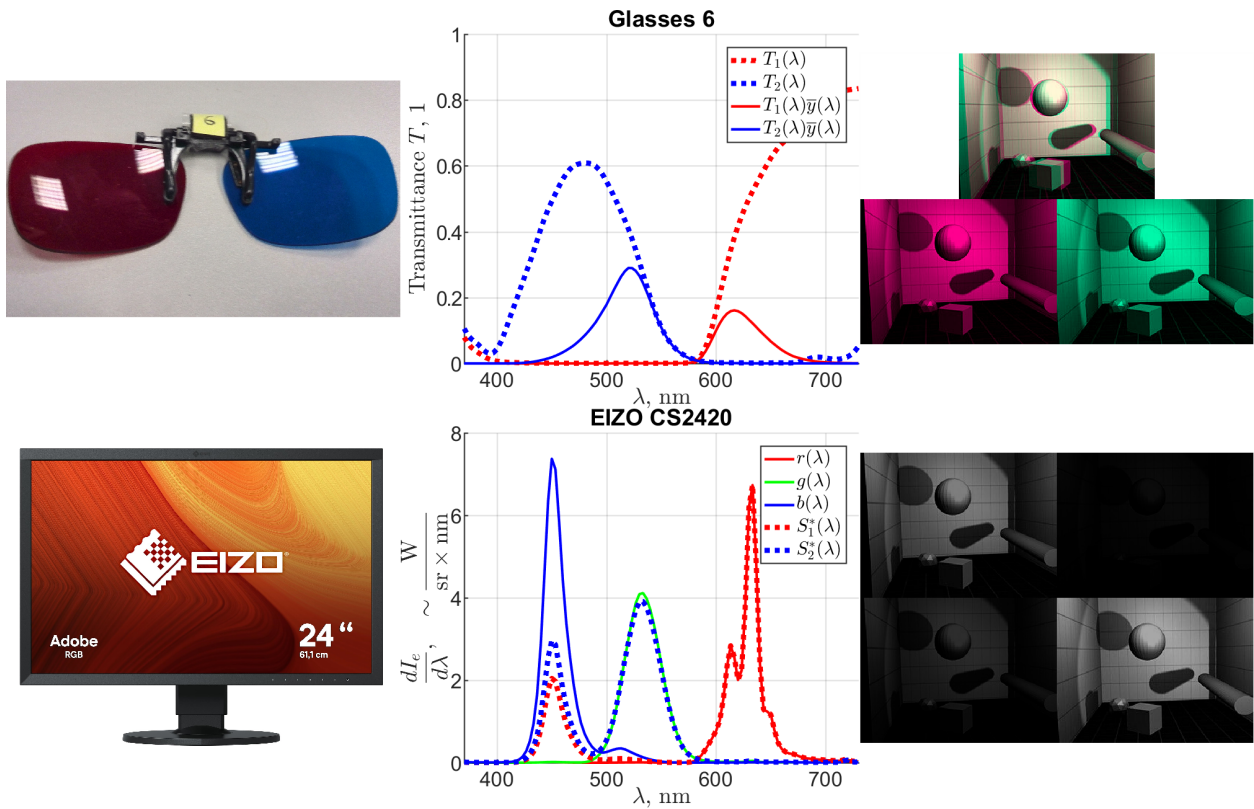 Glasses 6
6
Transmittance T, 1
1
0.8
0.6
0.4
0.2
0
400 500 600 700
λ, nm
T₁(λ)
T₂(λ)
T₁(λ)y̅(λ)
T₂(λ)y̅(λ)
EIZO CS2420
EIZO
Adobe
RGB
24“
61,1 cm
dIₑ/dλ, ~ W/(sr × nm)
8
6
4
2
0
400 500 600 700
λ, nm
r(λ)
g(λ)
b(λ)
S₁*(λ)
S₂*(λ)